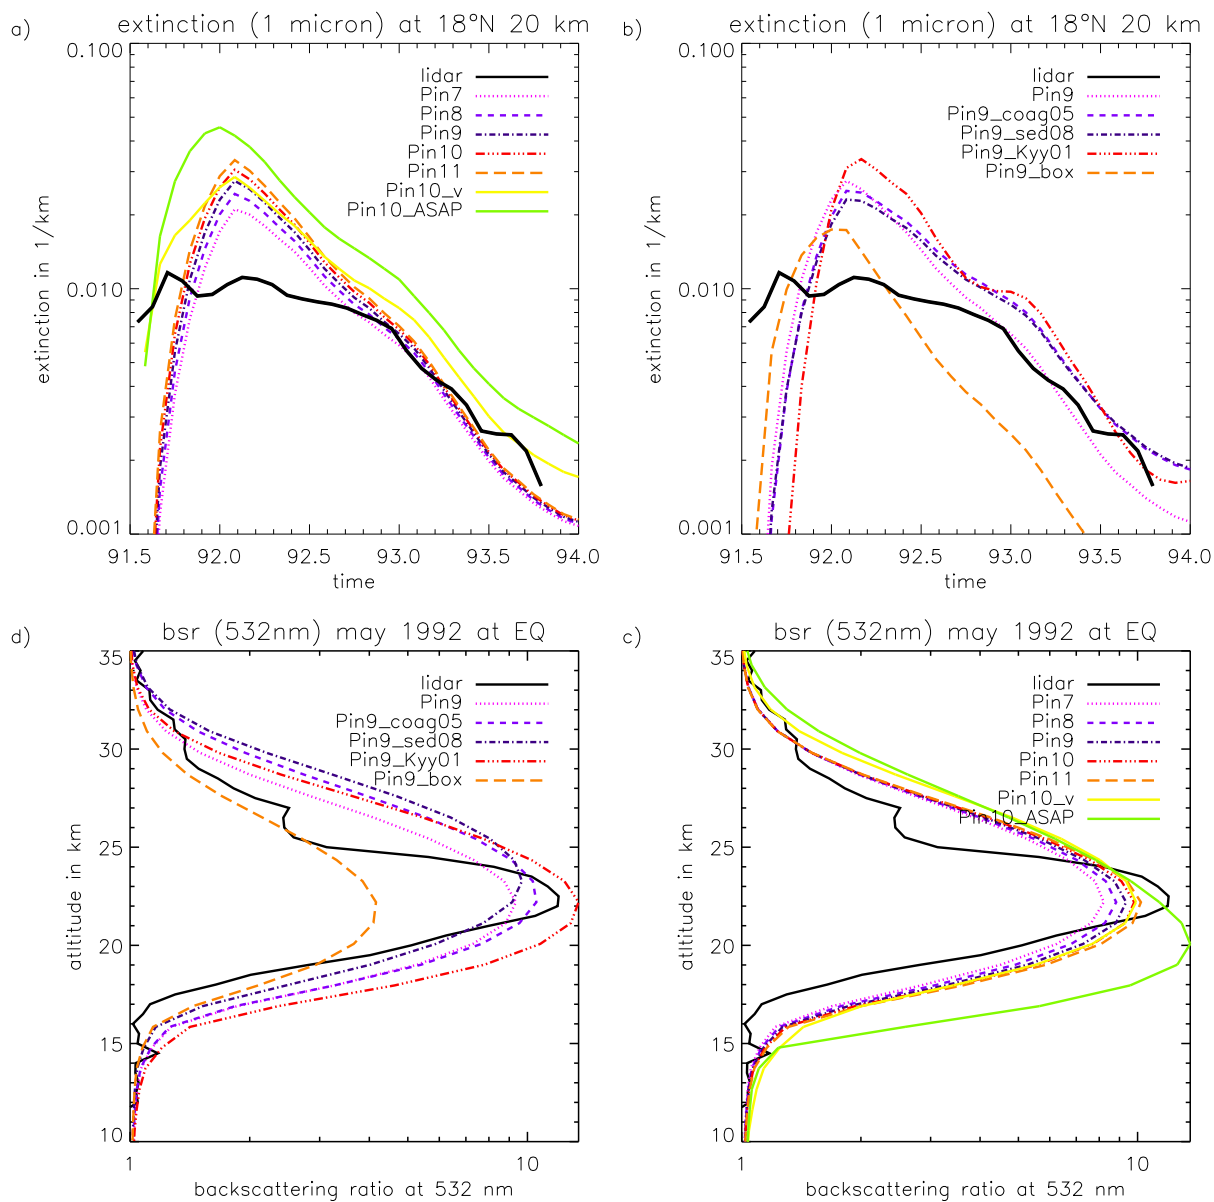 a)
extinction (1 micron) at 18°N 20 km
0.100
0.010
0.001
extinction in 1/km
lidar
Pin7
Pin8
Pin9
Pin10
Pin11
Pin10_v
Pin10_ASAP
91.5 92.0 92.5 93.0 93.5 94.0
time
b)
extinction (1 micron) at 18°N 20 km
0.100
0.010
0.001
extinction in 1/km
lidar
Pin9
Pin9_coag05
Pin9_sed08
Pin9_Kyy01
Pin9_box
91.5 92.0 92.5 93.0 93.5 94.0
time
d)
bsr (532nm) may 1992 at EQ
35
30
25
20
15
10
atltitude in km
lidar
Pin9
Pin9_coag05
Pin9_sed08
Pin9_Kyy01
Pin9_box
1 10
backscattering ratio at 532 nm
c)
bsr (532nm) may 1992 at EQ
35
30
25
20
15
10
atltitude in km
lidar
Pin7
Pin8
Pin9
Pin10
Pin11
Pin10_v
Pin10_ASAP
1 10
backscattering ratio at 532 nm